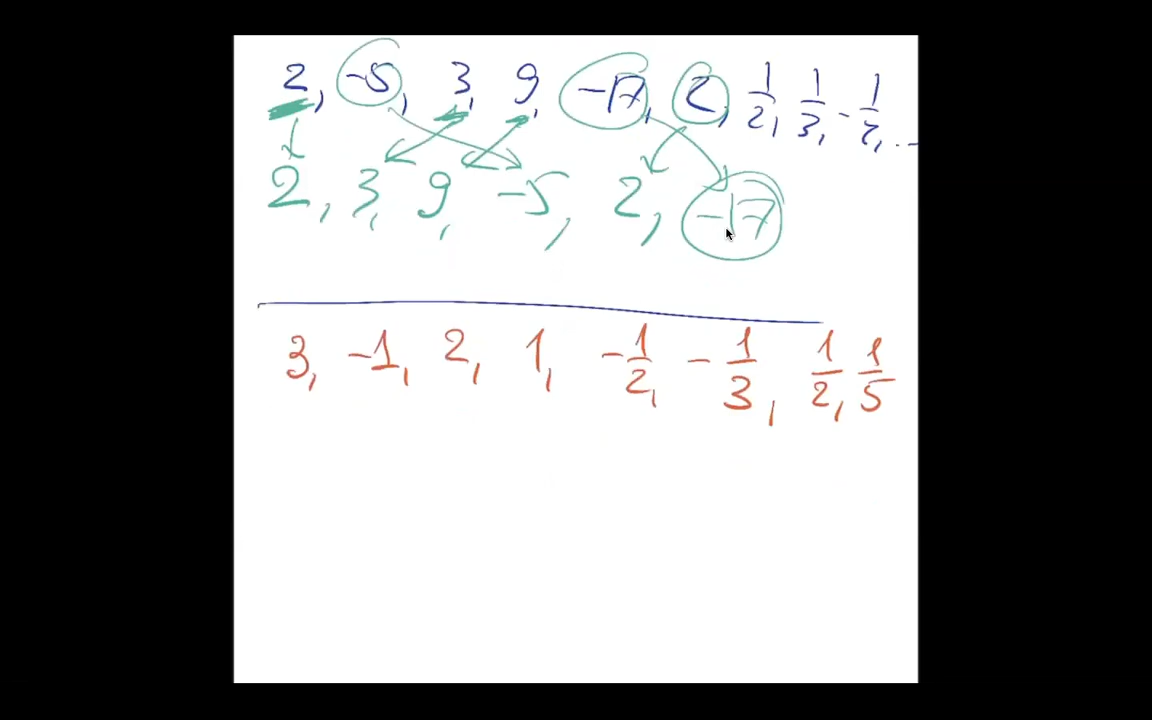 2, -5, 3, 9, -17, 2, 1/2, 1/3, -1/7, ...
2, 3, 9, -5, 2, -17
3, -1, 2, 1, -1/2, -1/3, 1/2, 1/5